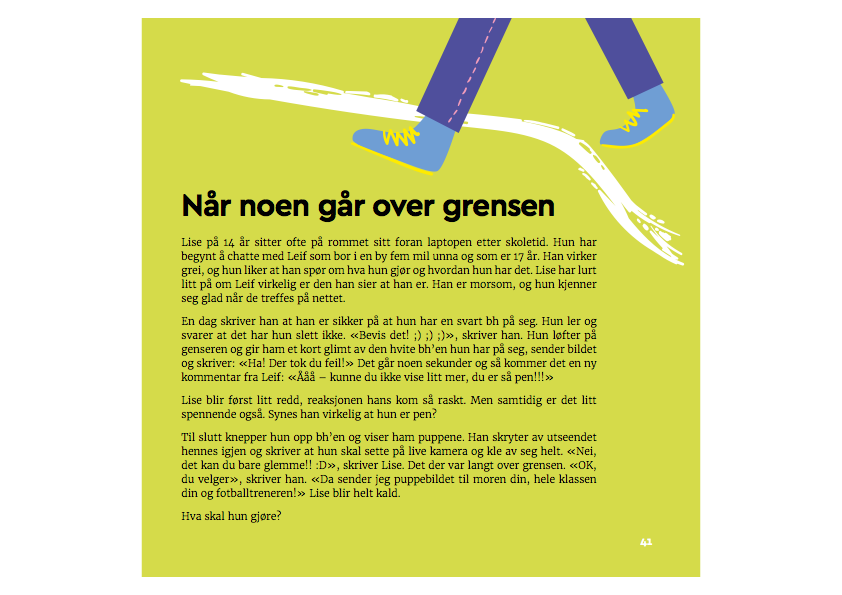 Når noen går over grensen
Lise på 14 år sitter ofte på rommet sitt foran laptopen etter skoletid. Hun har
begynt å chatte med Leif som bor i en by fem mil unna og som er 17 år. Han virker
grei, og hun liker at han spør om hva hun gjør og hvordan hun har det. Lise har lurt
litt på om Leif virkelig er den han sier at han er. Han er morsom, og hun kjenner
seg glad når de treffes på nettet.
En dag skriver han at han er sikker på at hun har en svart bh på seg. Hun ler og
svarer at det har hun slett ikke. «Bevis det! ;) ;) ;)», skriver han. Hun løfter på
genseren og gir ham et kort glimt av den hvite bh’en hun har på seg, sender bildet
og skriver: «Ha! Der tok du feil!» Det går noen sekunder og så kommer det en ny
kommentar fra Leif: «Ååå – kunne du ikke vise litt mer, du er så pen!!!»
Lise blir først litt redd, reaksjonen hans kom så raskt. Men samtidig er det litt
spennende også. Synes han virkelig at hun er pen?
Til slutt knepper hun opp bh’en og viser ham puppene. Han skryter av utseendet
hennes igjen og skriver at hun skal sette på live kamera og kle av seg helt. «Nei,
det kan du bare glemme!! :D», skriver Lise. Det der var langt over grensen. «OK,
du velger», skriver han. «Da sender jeg puppebildet til moren din, hele klassen
din og fotballtreneren!» Lise blir helt kald.
Hva skal hun gjøre?
41